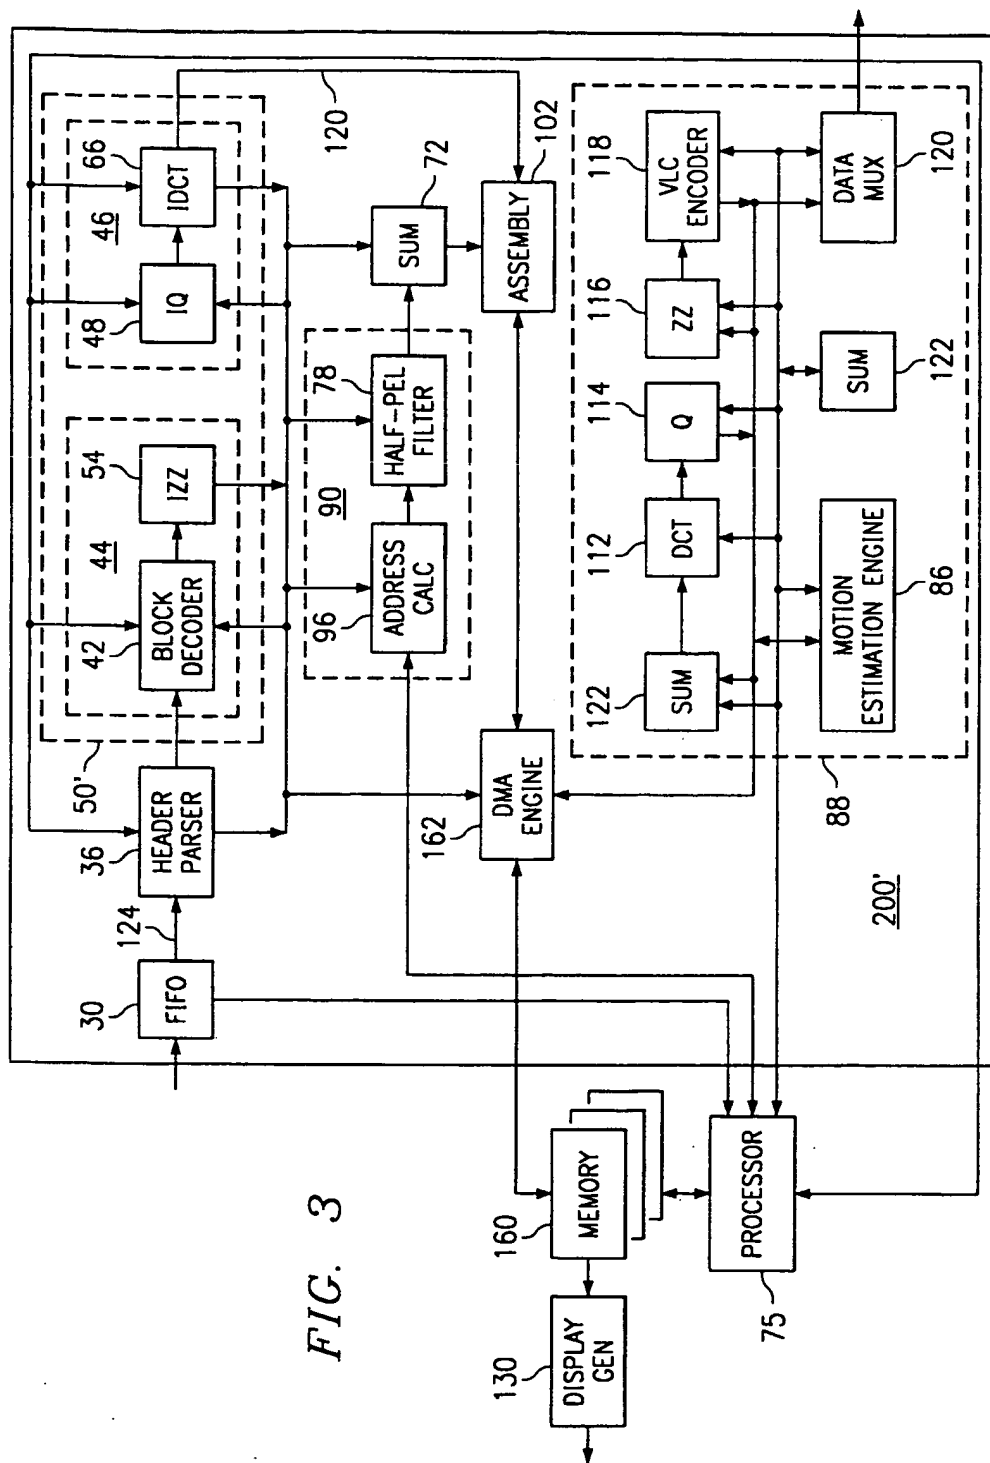 30
FIFO
124
36
HEADER
PARSER
50'
42
BLOCK
DECODER
44
54
IZZ
48
IQ
46
66
IDCT
120
96
ADDRESS
CALC
90
78
HALF-PEL
FILTER
72
SUM
102
ASSEMBLY
162
DMA
ENGINE
122
SUM
112
DCT
114
Q
116
ZZ
118
VLC
ENCODER
MOTION
ESTIMATION ENGINE
86
SUM
122
DATA
MUX
120
88
200'
130
DISPLAY
GEN
160
MEMORY
PROCESSOR
75
FIG. 3